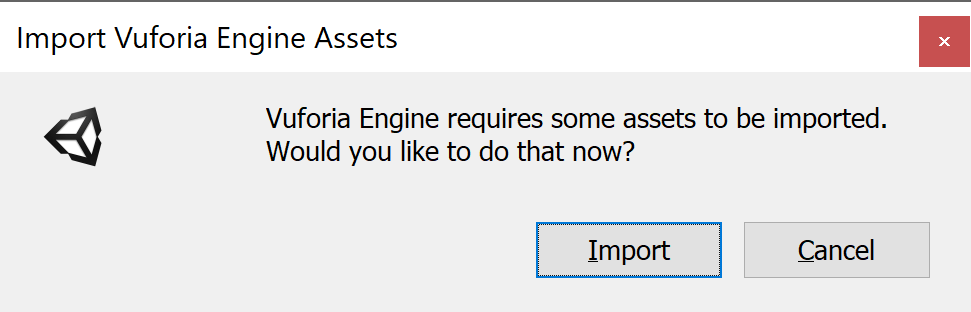 Import Vuforia Engine Assets
Vuforia Engine requires some assets to be imported.
Would you like to do that now?
Import
Cancel